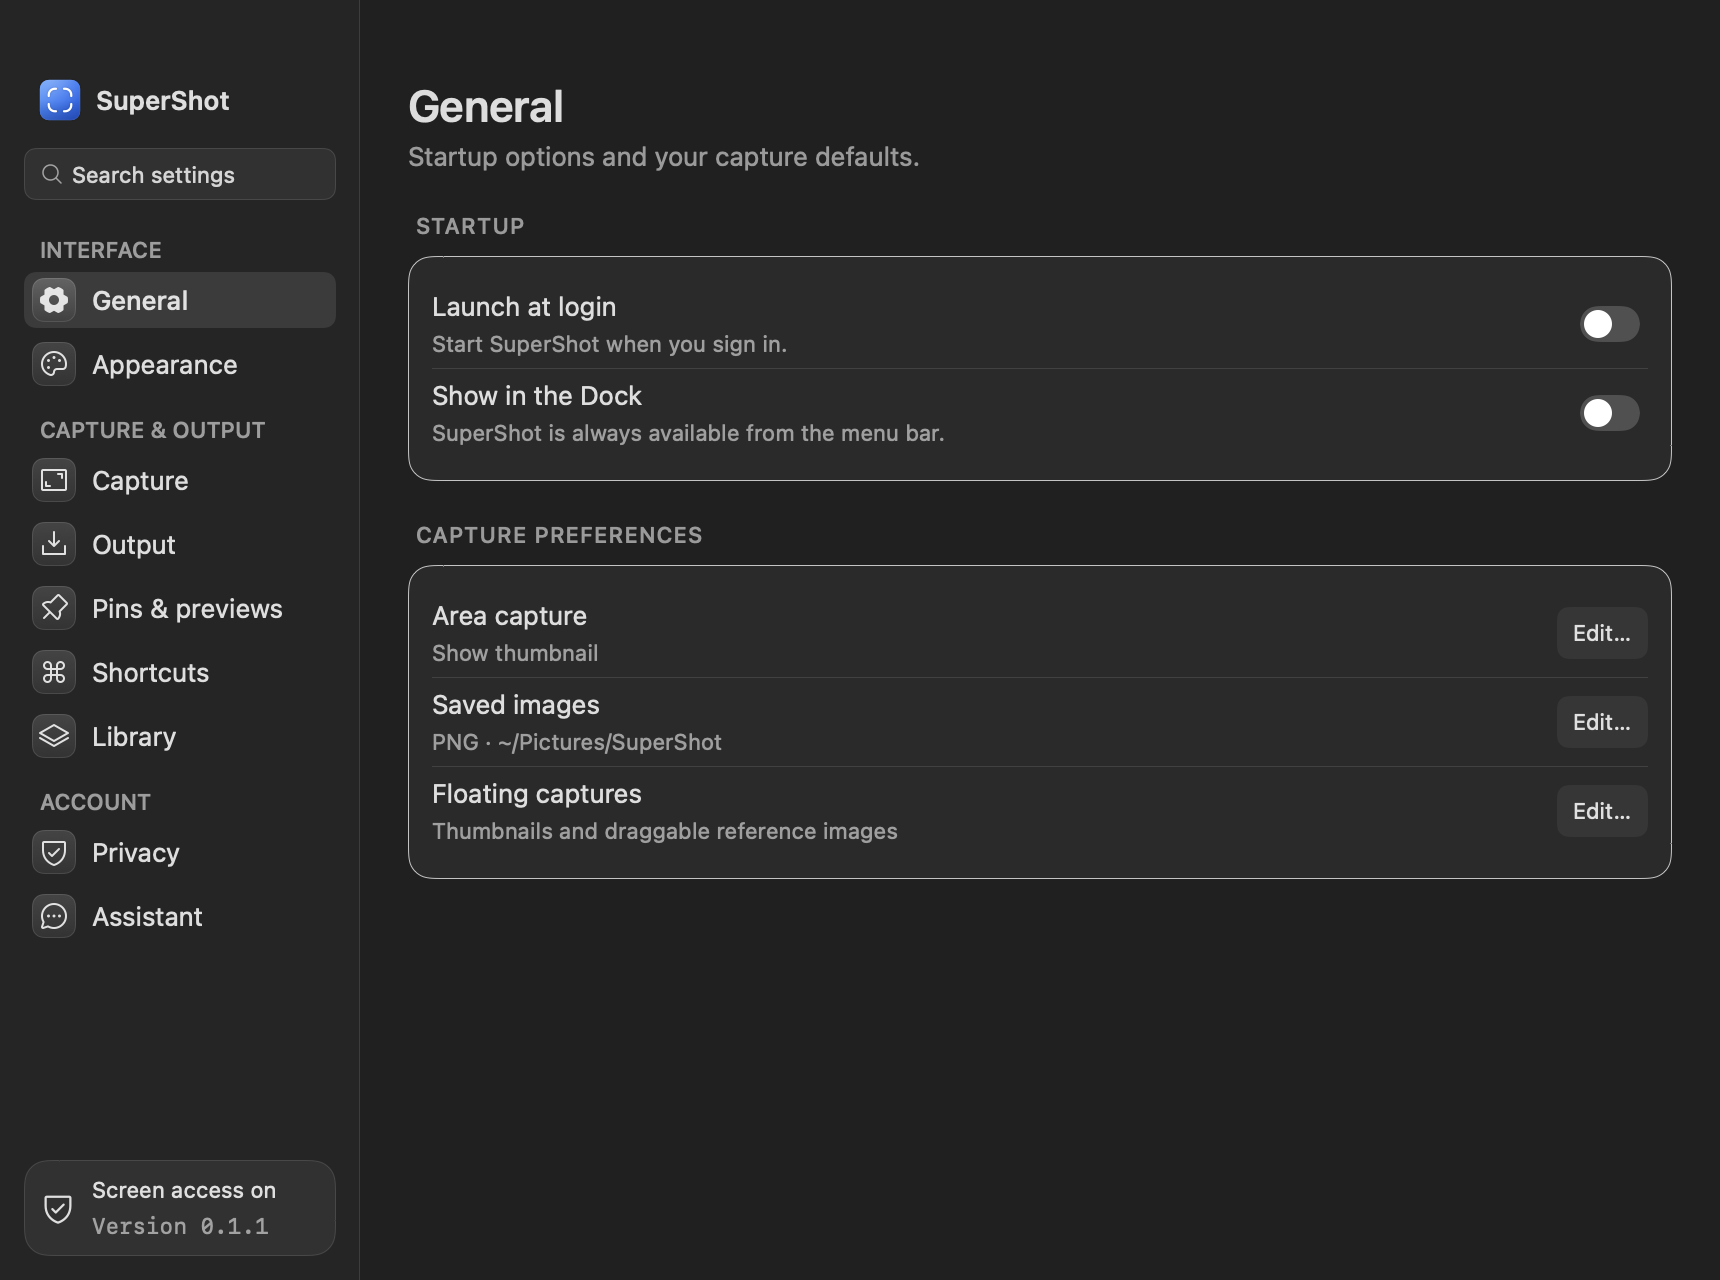 SuperShot
Search settings
INTERFACE
General
Appearance
CAPTURE & OUTPUT
Capture
Output
Pins & previews
Shortcuts
Library
ACCOUNT
Privacy
Assistant
Screen access on
Version 0.1.1
General
Startup options and your capture defaults.
STARTUP
Launch at login
Start SuperShot when you sign in.
Show in the Dock
SuperShot is always available from the menu bar.
CAPTURE PREFERENCES
Area capture
Show thumbnail
Edit...
Saved images
PNG · ~/Pictures/SuperShot
Edit...
Floating captures
Thumbnails and draggable reference images
Edit...